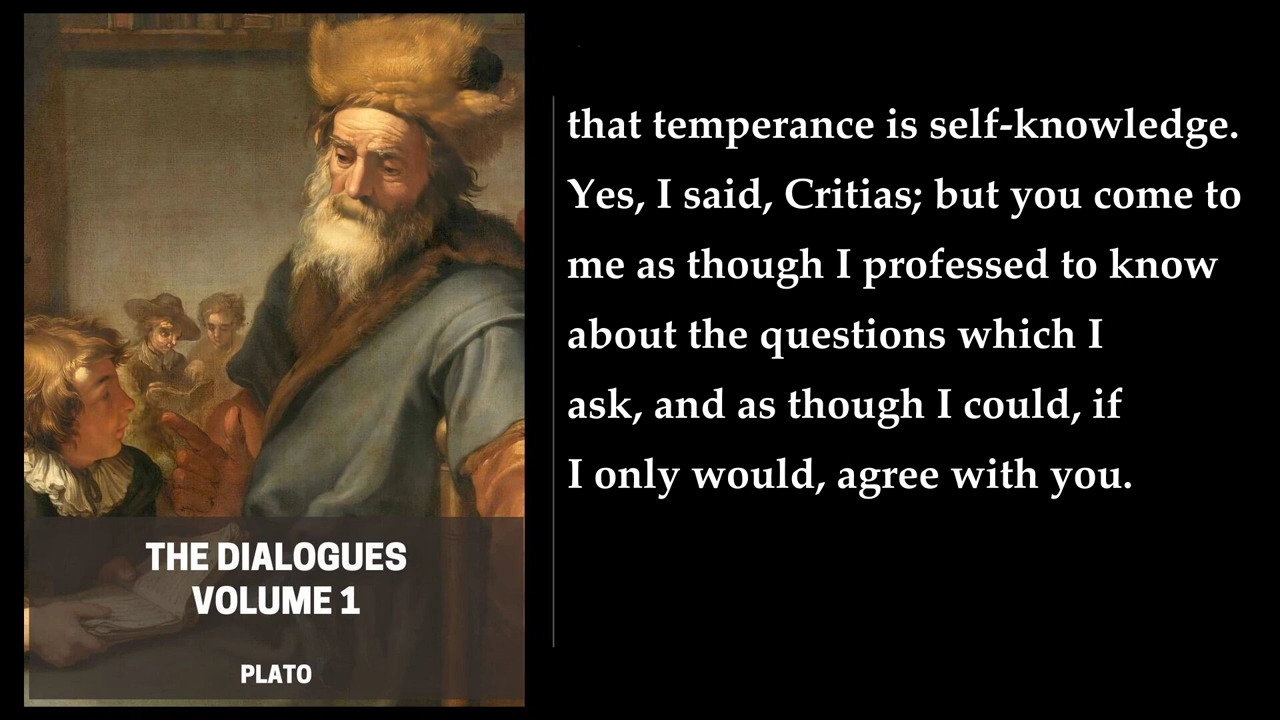 THE DIALOGUES
VOLUME 1
PLATO
that temperance is self-knowledge.
Yes, I said, Critias; but you come to
me as though I professed to know
about the questions which I
ask, and as though I could, if
I only would, agree with you.